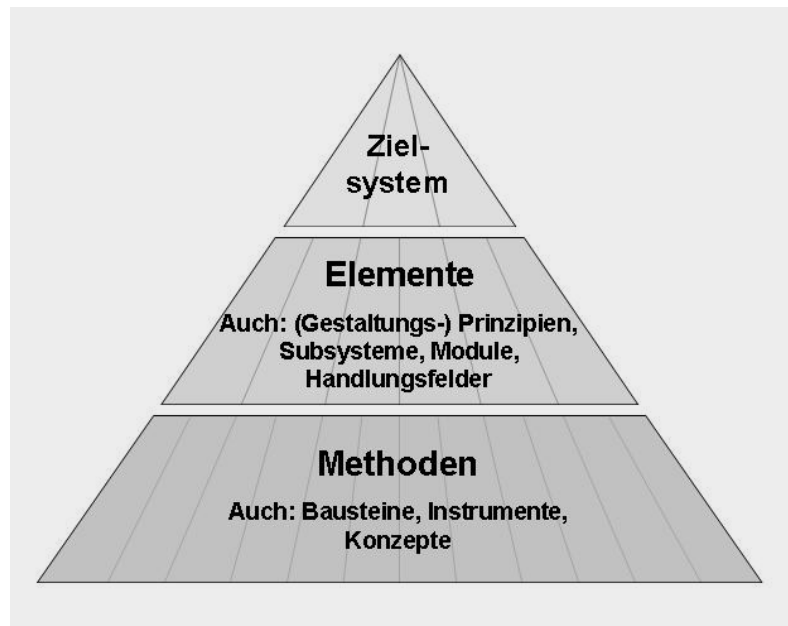 Ziel-
system
Elemente
Auch: (Gestaltungs-) Prinzipien,
Subsysteme, Module,
Handlungsfelder
Methoden
Auch: Bausteine, Instrumente,
Konzepte